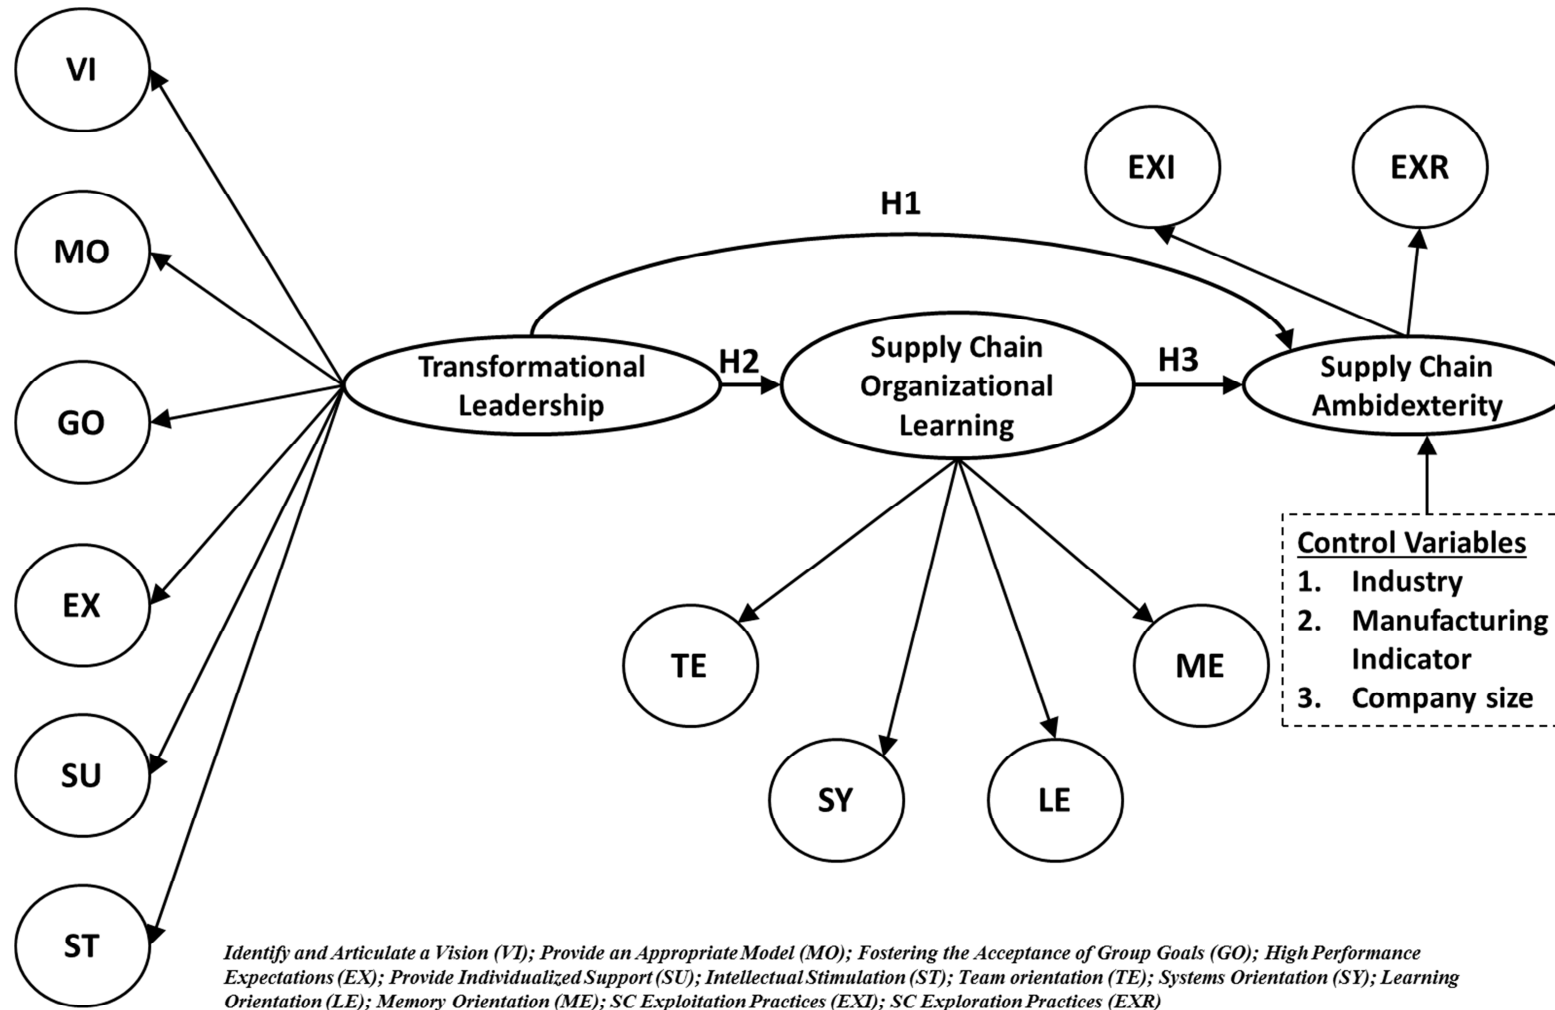 VI
MO
GO
EX
SU
ST
EXI
EXR
H1
Transformational
Leadership
H2
Supply Chain
Organizational
Learning
H3
Supply Chain
Ambidexterity
TE
SY
LE
ME
Control Variables
1. Industry
2. Manufacturing
Indicator
3. Company size
Identify and Articulate a Vision (VI); Provide an Appropriate Model (MO); Fostering the Acceptance of Group Goals (GO); High Performance
Expectations (EX); Provide Individualized Support (SU); Intellectual Stimulation (ST); Team orientation (TE); Systems Orientation (SY); Learning
Orientation (LE); Memory Orientation (ME); SC Exploitation Practices (EXI); SC Exploration Practices (EXR)